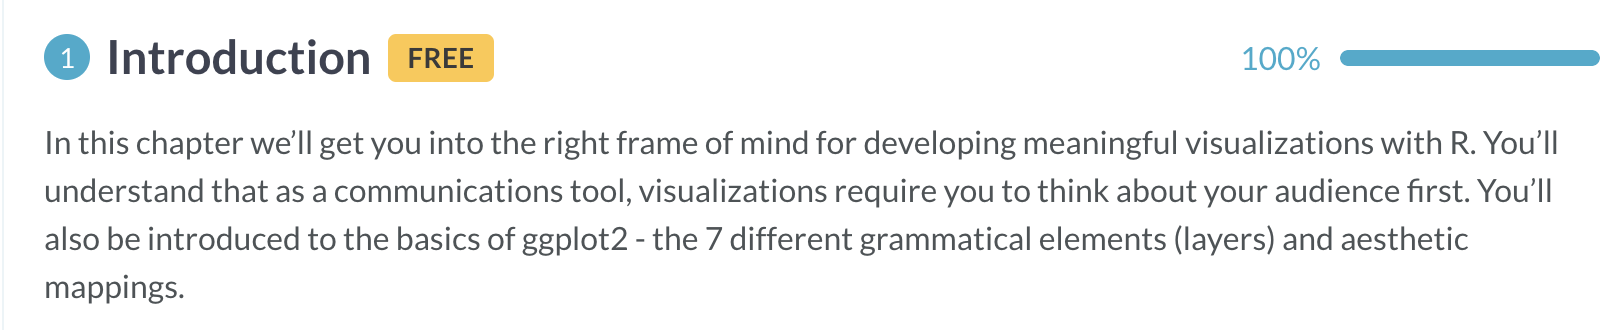 1 Introduction FREE 100%
In this chapter we’ll get you into the right frame of mind for developing meaningful visualizations with R. You’ll
understand that as a communications tool, visualizations require you to think about your audience first. You’ll
also be introduced to the basics of ggplot2 - the 7 different grammatical elements (layers) and aesthetic
mappings.